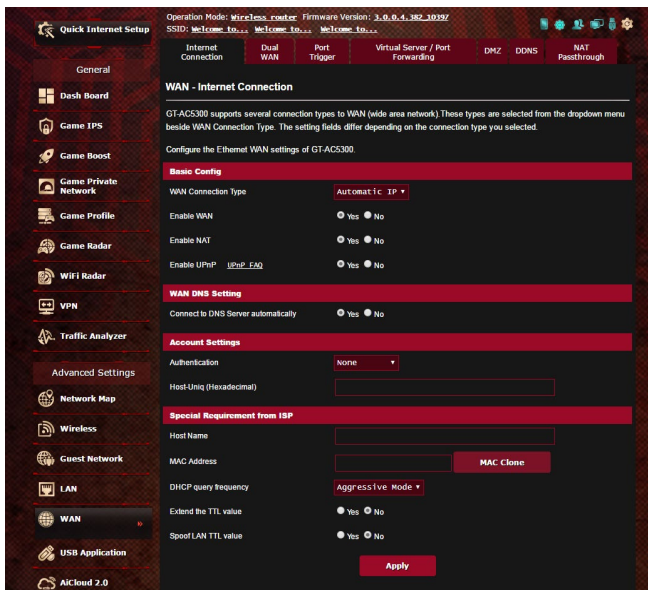 Quick Internet Setup
General
Dash Board
Game IPS
Game Boost
Game Private
Network
Game Profile
Game Radar
WiFi Radar
VPN
Traffic Analyzer
Advanced Settings
Network Map
Wireless
Guest Network
LAN
WAN
USB Application
AiCloud 2.0
Operation Mode: Wireless router Firmware Version: 3.0.0.4.382_10397
SSID: Welcome to... Welcome to... Welcome to...
Internet
Connection
Dual
WAN
Port
Trigger
Virtual Server / Port
Forwarding
DMZ
DDNS
NAT
Passthrough
WAN - Internet Connection
GT-AC5300 supports several connection types to WAN (wide area network).These types are selected from the dropdown menu
beside WAN Connection Type. The setting fields differ depending on the connection type you selected.
Configure the Ethernet WAN settings of GT-AC5300.
Basic Config
WAN Connection Type Automatic IP
Enable WAN Yes No
Enable NAT Yes No
Enable UPnP UPnP FAQ Yes No
WAN DNS Setting
Connect to DNS Server automatically Yes No
Account Settings
Authentication None
Host-Uniq (Hexadecimal)
Special Requirement from ISP
Host Name
MAC Address MAC Clone
DHCP query frequency Aggressive Mode
Extend the TTL value Yes No
Spoof LAN TTL value Yes No
Apply